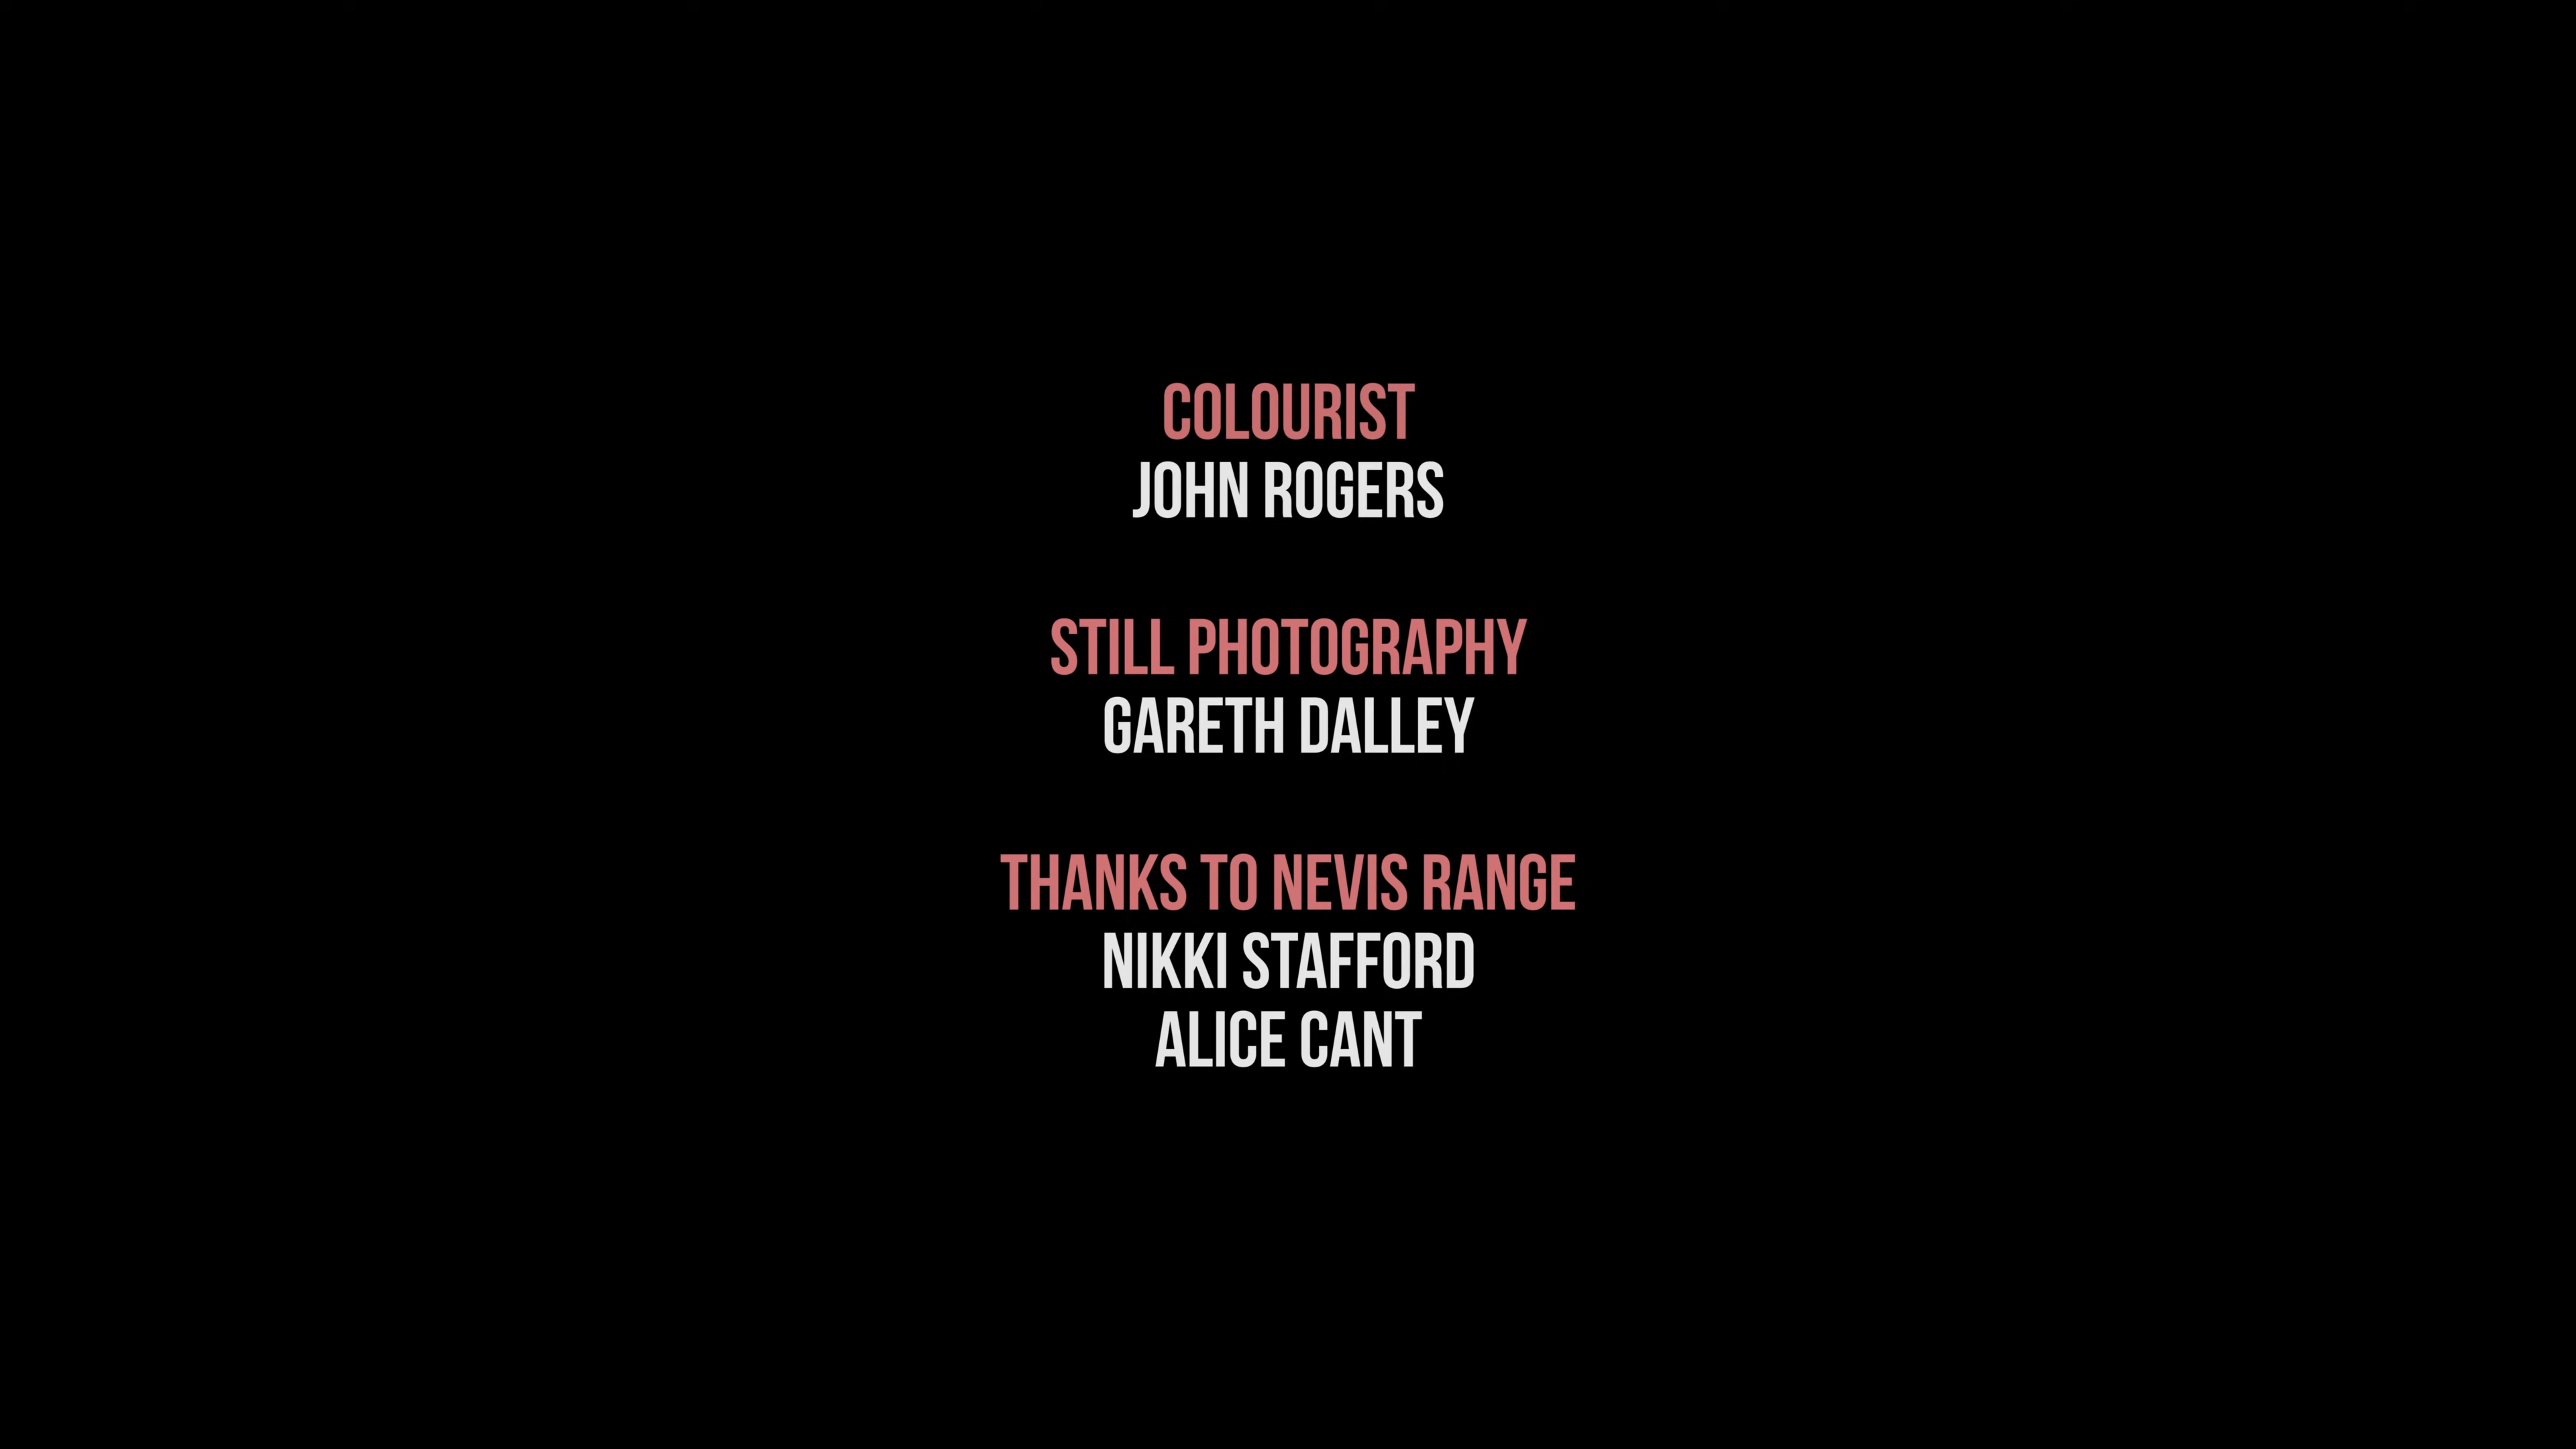 COLOURIST
JOHN ROGERS
STILL PHOTOGRAPHY
GARETH DALLEY
THANKS TO NEVIS RANGE
NIKKI STAFFORD
ALICE CANT